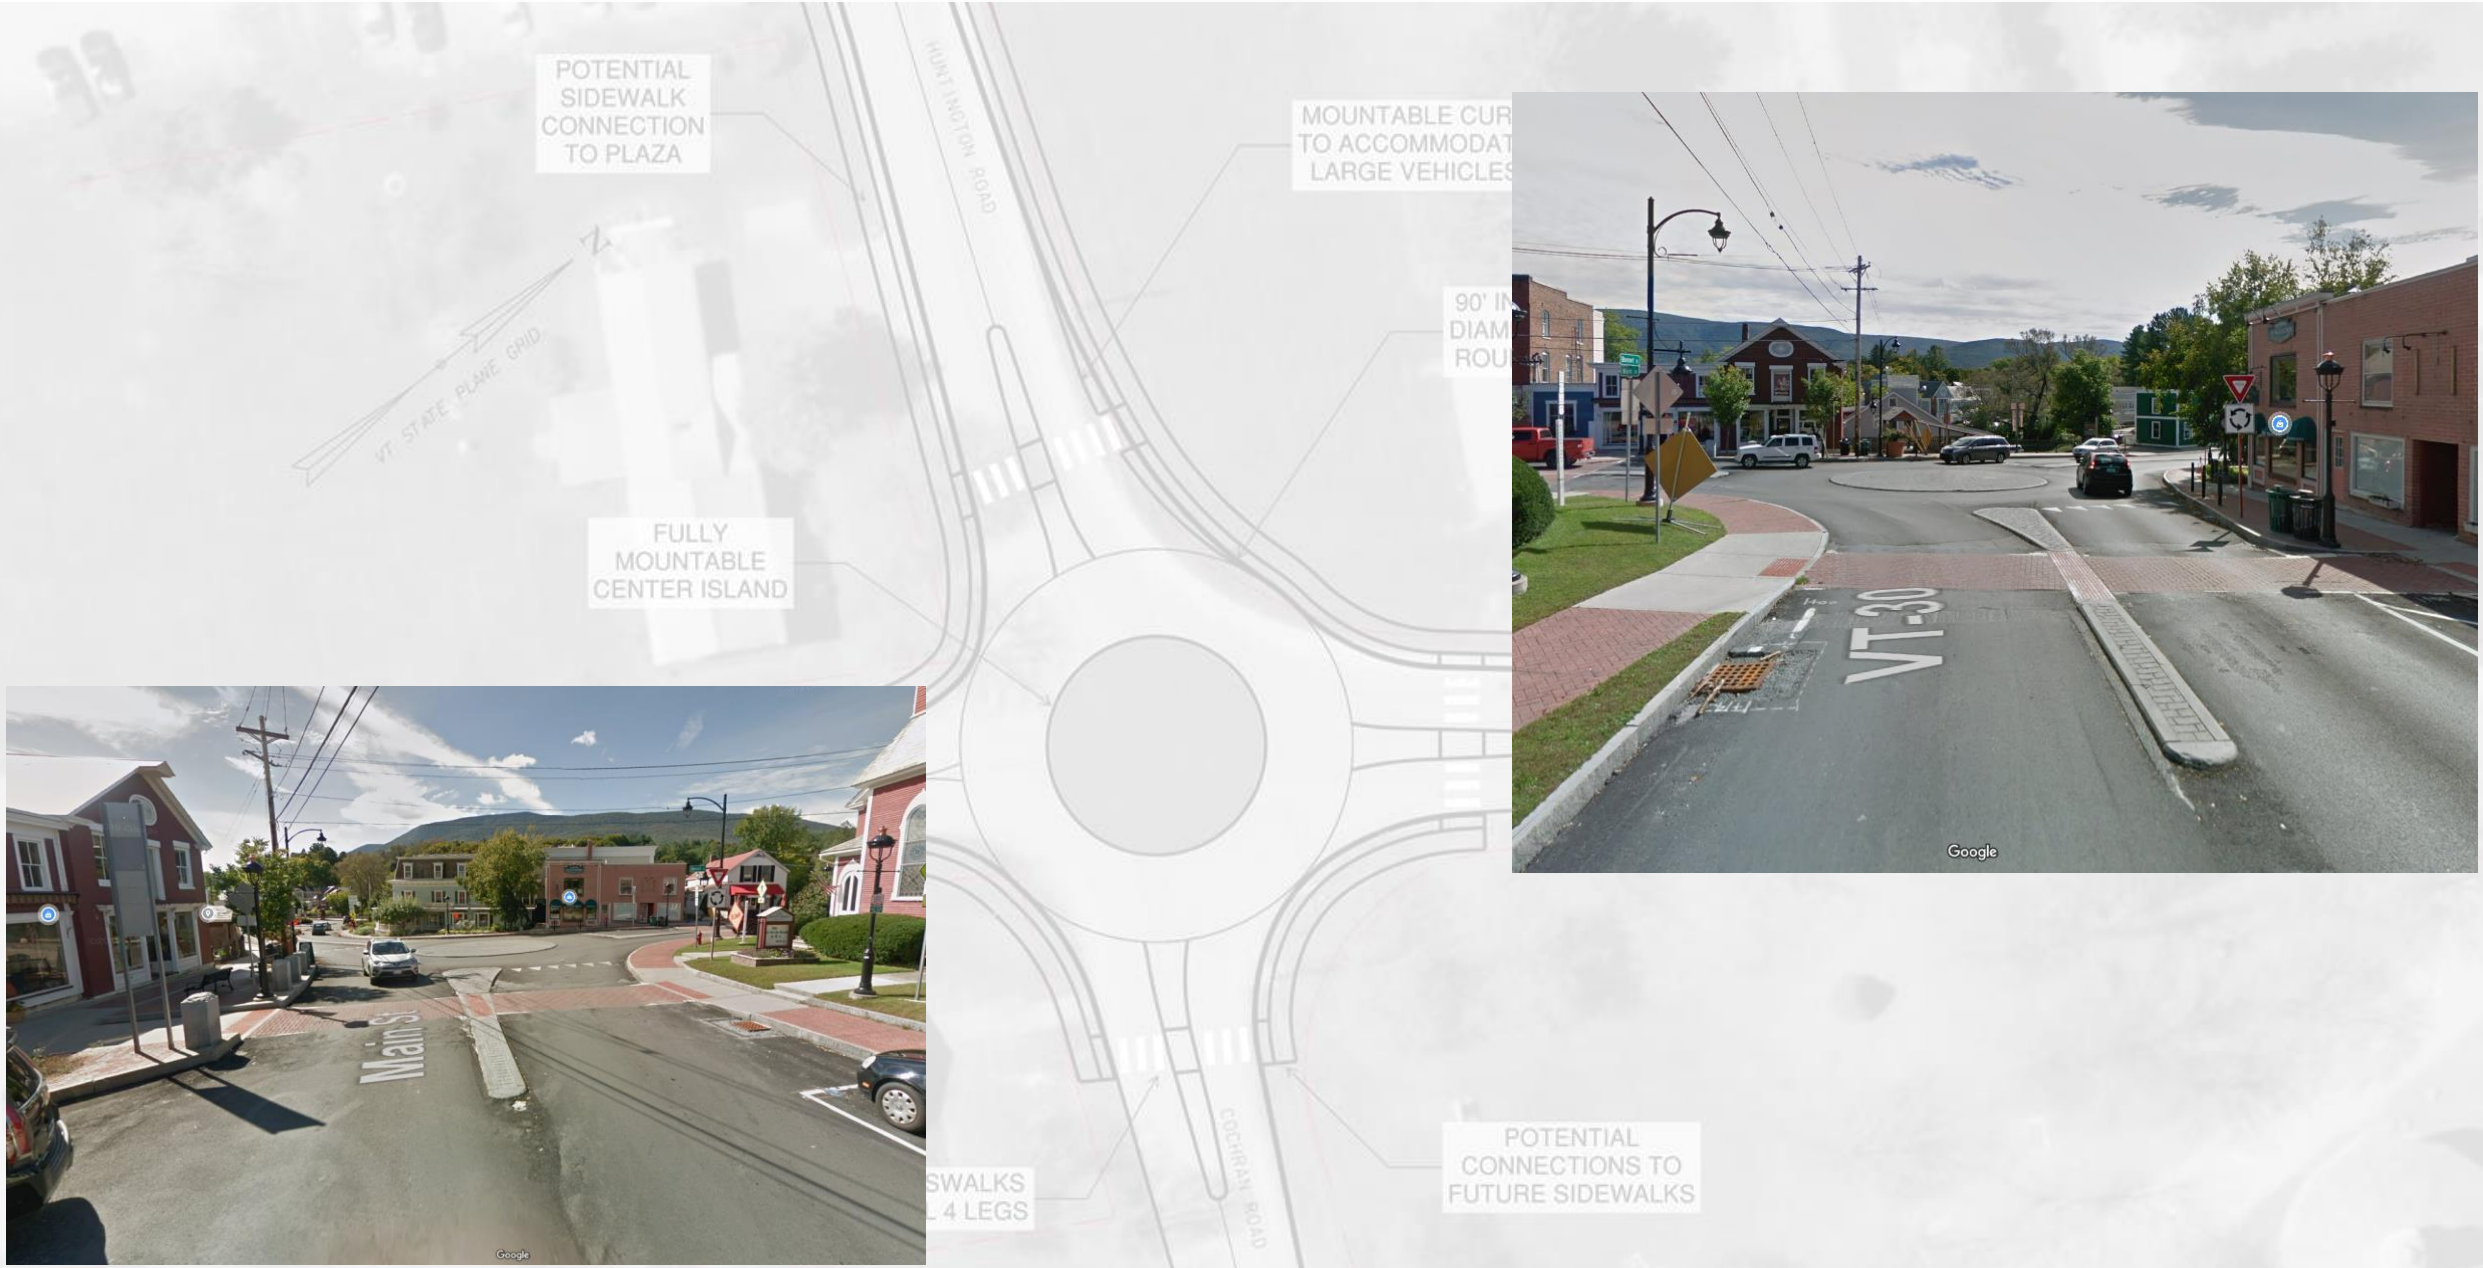 POTENTIAL
SIDEWALK
CONNECTION
TO PLAZA
HUNTINGTON ROAD
MOUNTABLE CUR
TO ACCOMMODAT
LARGE VEHICLES
90' IN
DIAM
ROU
N
VT STATE PLANE GRID
FULLY
MOUNTABLE
CENTER ISLAND
VT-30
Google
Main St
Google
SWALKS
L 4 LEGS
COCHRAN ROAD
POTENTIAL
CONNECTIONS TO
FUTURE SIDEWALKS